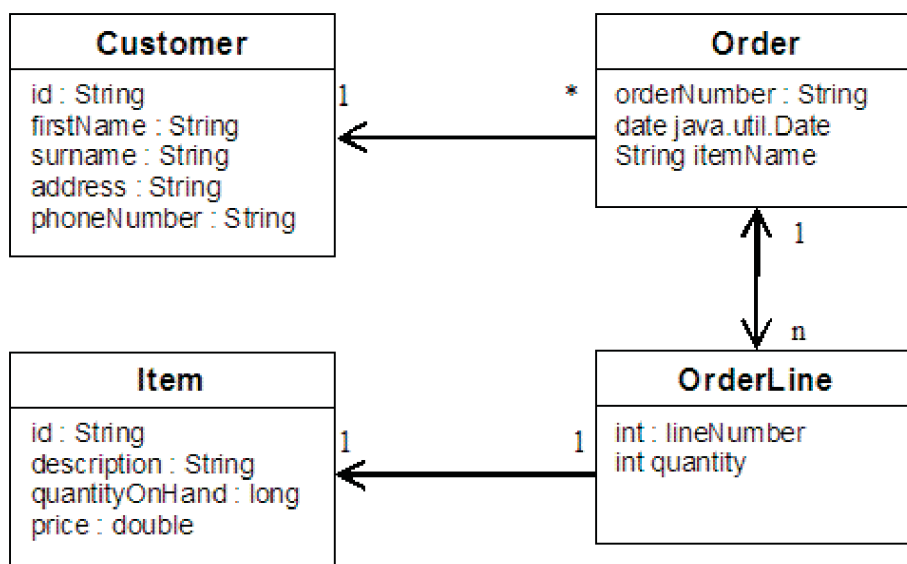 Customer
id : String
firstName : String
surname : String
address : String
phoneNumber : String
1
*
Order
orderNumber : String
date java.util.Date
String itemName
1
n
Item
id : String
description : String
quantityOnHand : long
price : double
1
1
OrderLine
int : lineNumber
int quantity